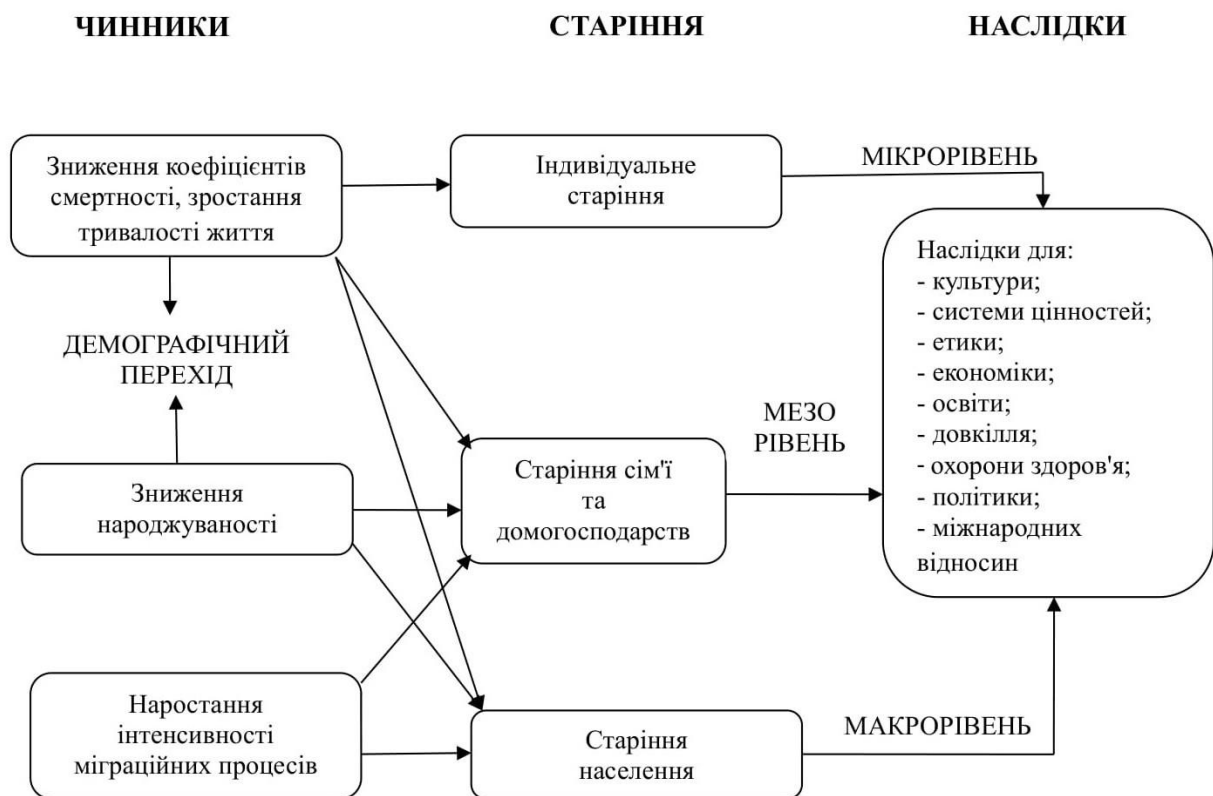 ЧИННИКИ
СТАРІННЯ
НАСЛІДКИ
Зниження коефіцієнтів
смертності, зростання
тривалості життя
Індивідуальне
старіння
МІКРОРІВЕНЬ
ДЕМОГРАФІЧНИЙ
ПЕРЕХІД
Зниження
народжуваності
Старіння сім'ї
та
домогосподарств
МЕЗО
РІВЕНЬ
Наслідки для:
- культури;
- системи цінностей;
- етики;
- економіки;
- освіти;
- довкілля;
- охорони здоров'я;
- політики;
- міжнародних
відносин
Наростання
інтенсивності
міграційних процесів
Старіння
населення
МАКРОРІВЕНЬ